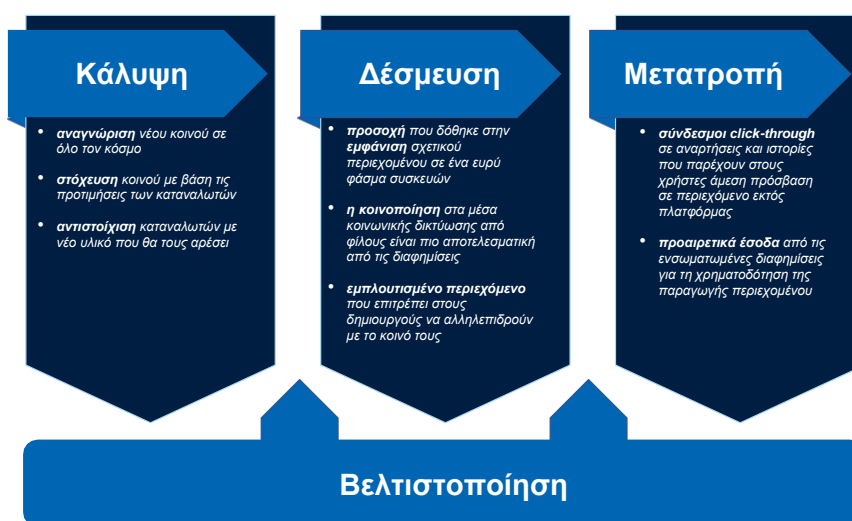 Κάλυψη
• αναγνώριση νέου κοινού σε
όλο τον κόσμο
• στόχευση κοινού με βάση τις
προτιμήσεις των καταναλωτών
• αντιστοίχιση καταναλωτών με
νέο υλικό που θα τους αρέσει
Δέσμευση
• προσοχή που δόθηκε στην
εμφάνιση σχετικού
περιεχομένου σε ένα ευρύ
φάσμα συσκευών
• η κοινοποίηση στα μέσα
κοινωνικής δικτύωσης από
φίλους είναι πιο αποτελεσματική
από τις διαφημίσεις
• εμπλουτισμένο περιεχόμενο
που επιτρέπει στους
δημιουργούς να αλληλεπιδρούν
με το κοινό τους
Μετατροπή
• σύνδεσμοι click-through
σε αναρτήσεις και ιστορίες
που παρέχουν στους
χρήστες άμεση πρόσβαση
σε περιεχόμενο εκτός
πλατφόρμας
• προαιρετικά έσοδα από τις
ενσωματωμένες διαφημίσεις
για τη χρηματοδότηση της
παραγωγής περιεχομένου
Βελτιστοποίηση